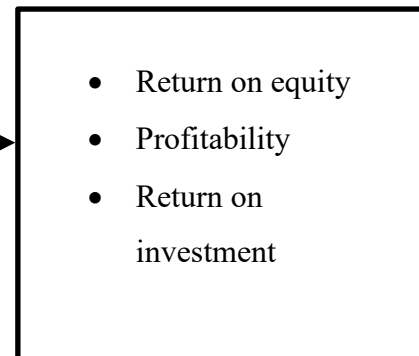 • Return on equity
• Profitability
• Return on
investment